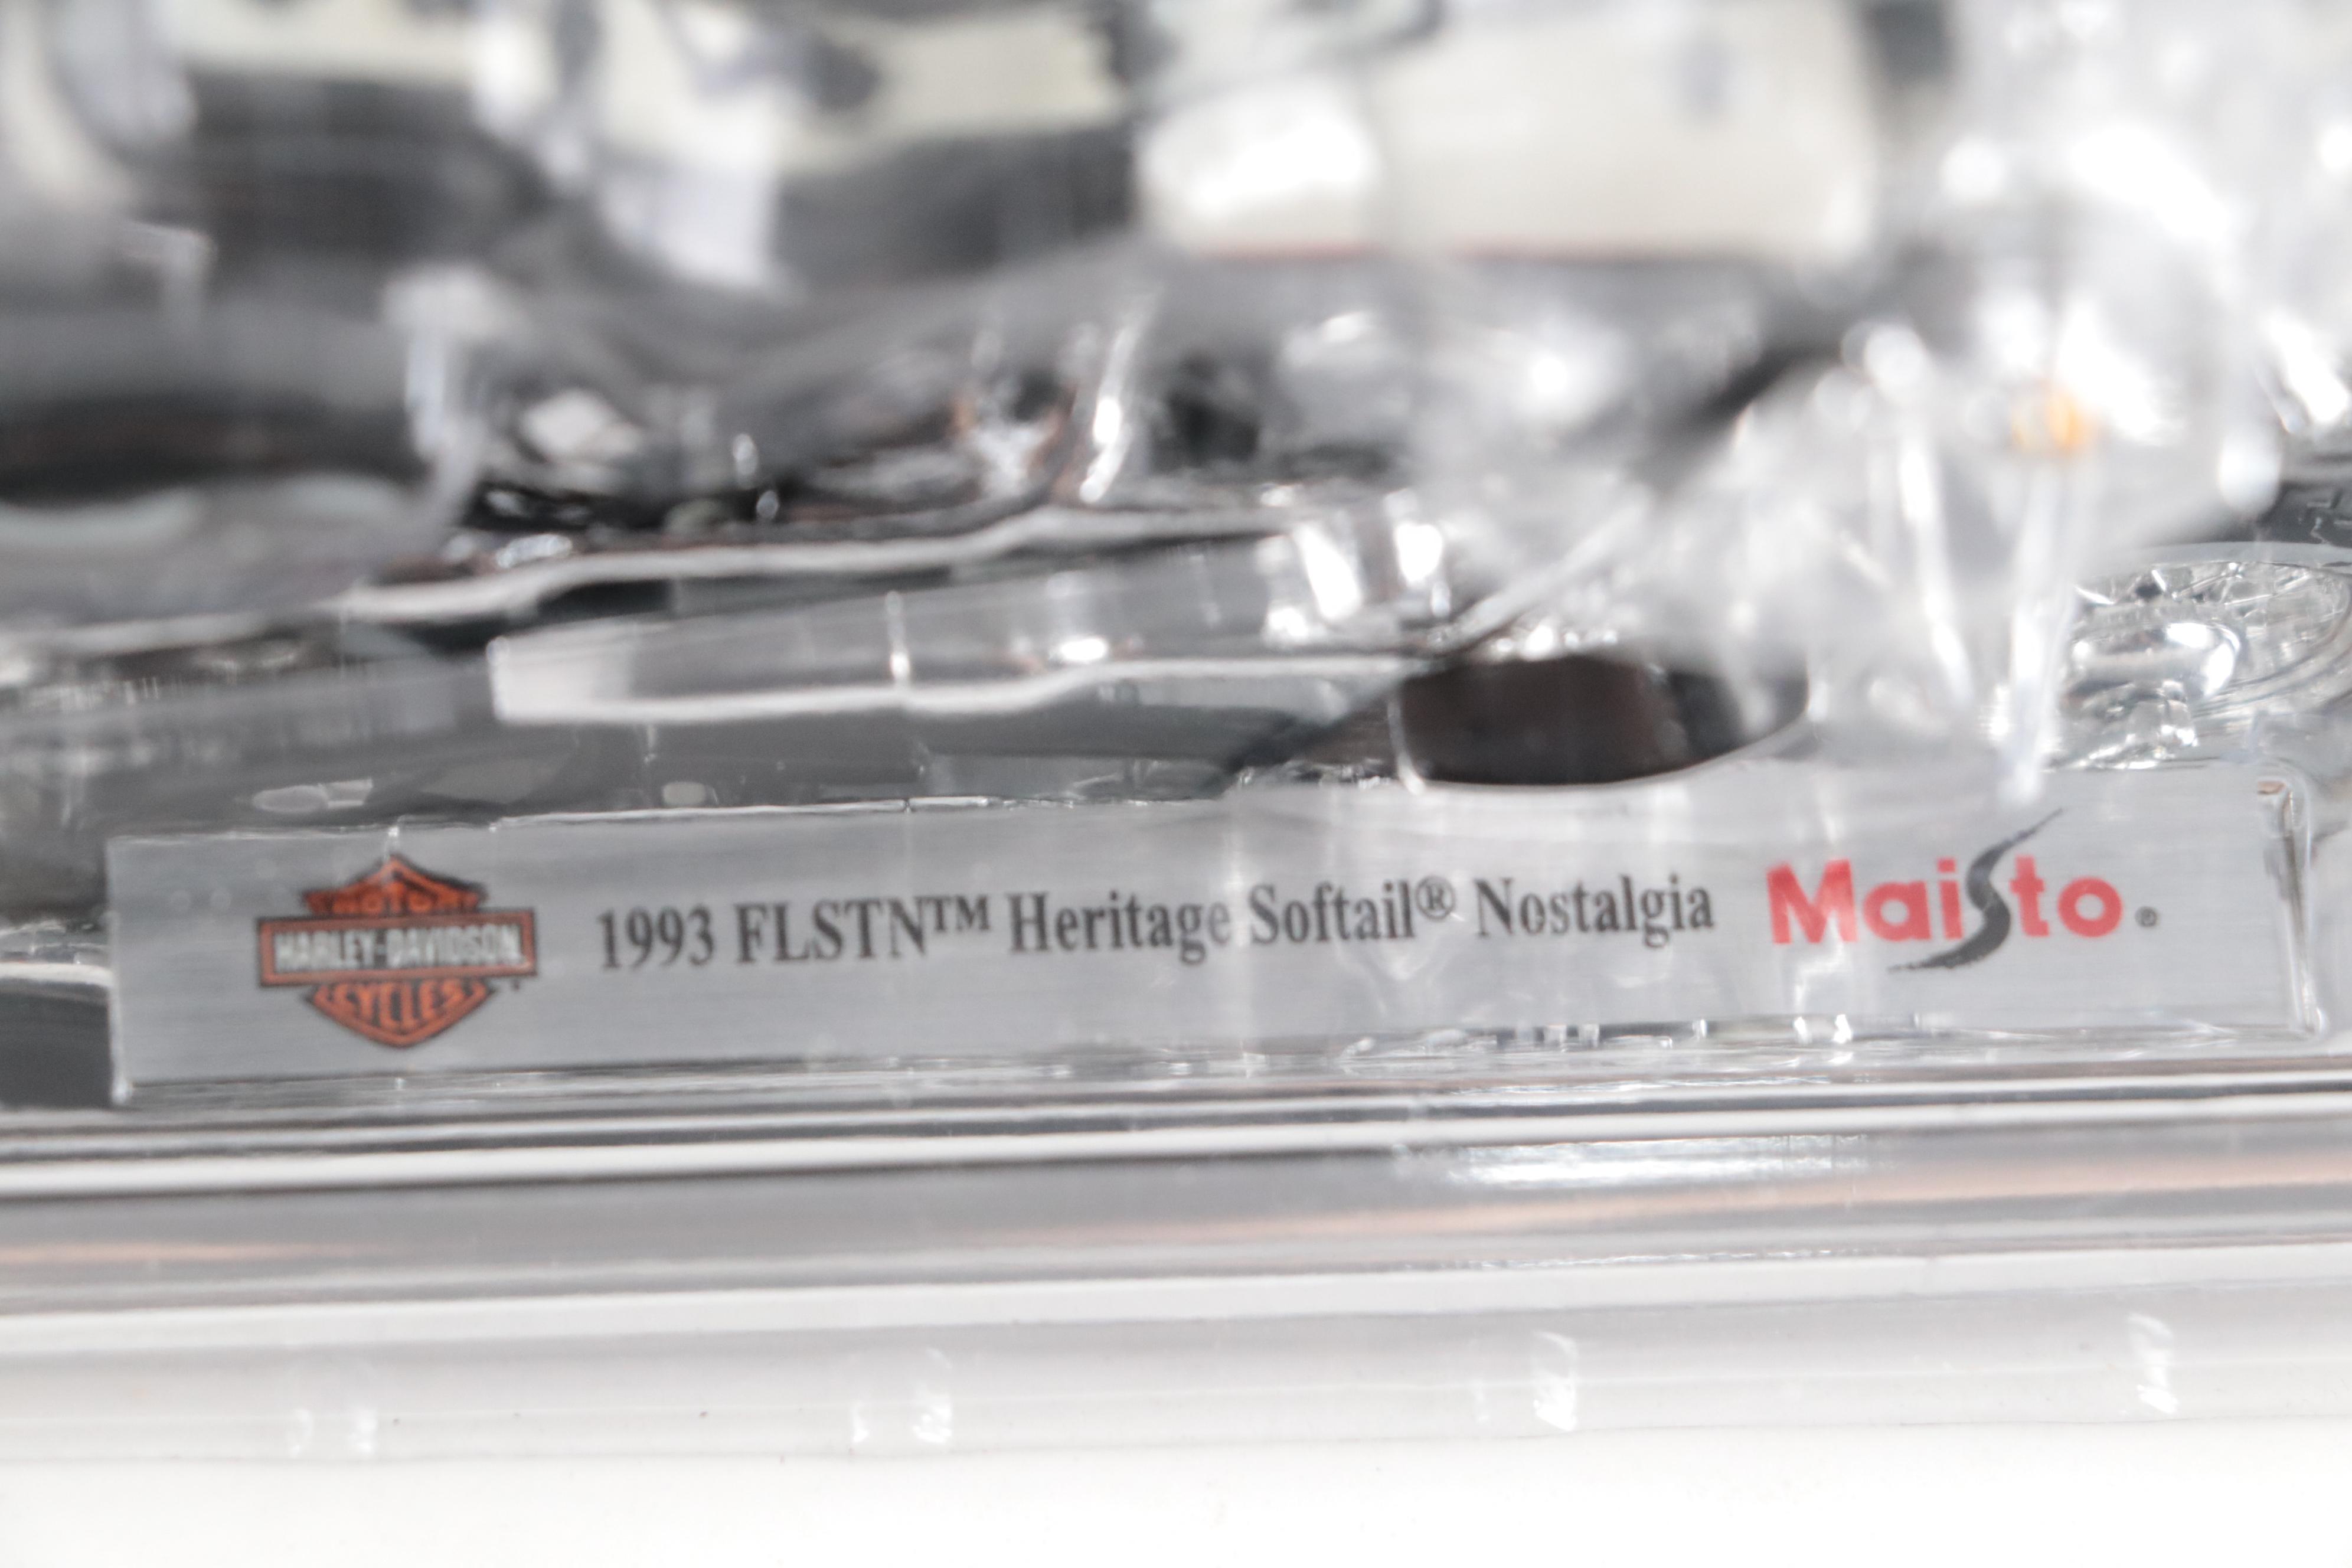 MOTOR
HARLEY-DAVIDSON
CYCLES
1993 FLSTN™ Heritage Softail® Nostalgia
Maisto®